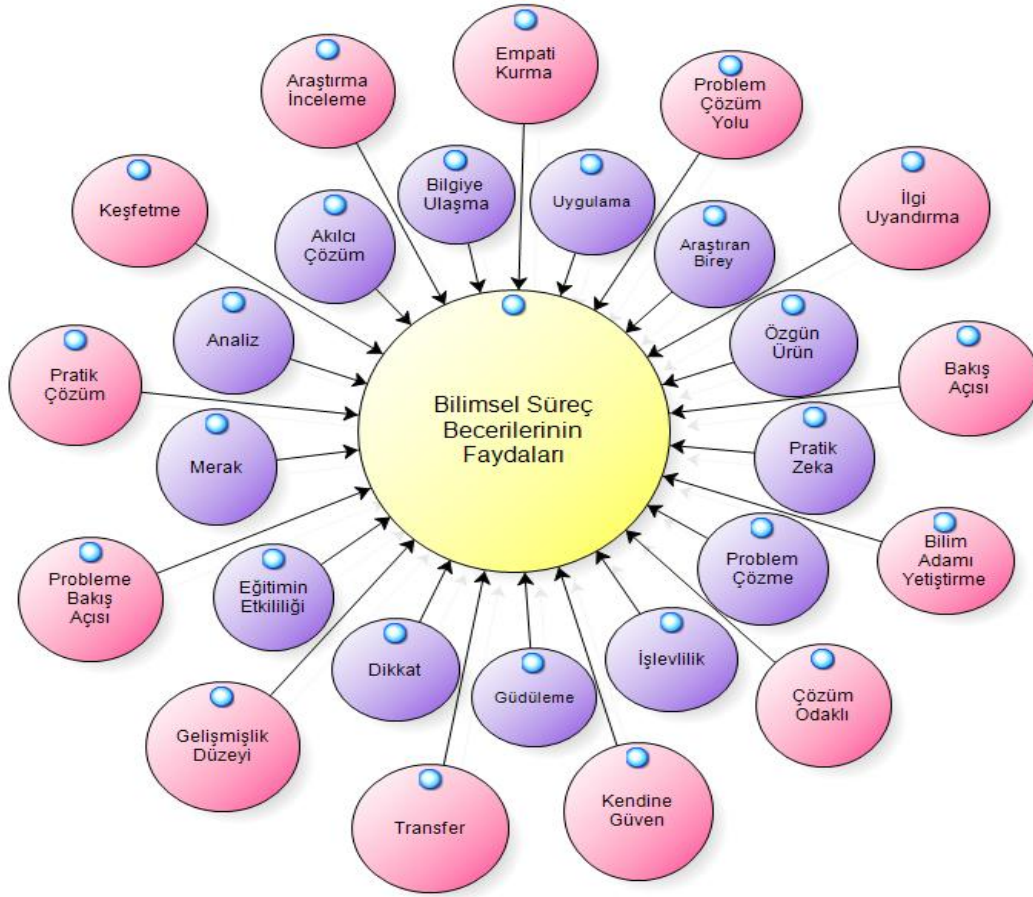 Empati
Kurma
Araştırma
İnceleme
Problem
Çözüm
Yolu
Bilgiye
Ulaşma
Uygulama
Keşfetme
İlgi
Uyandırma
Akılcı
Çözüm
Araştıran
Birey
Analiz
Özgün
Ürün
Pratik
Çözüm
Bakış
Açısı
Bilimsel Süreç
Becerilerinin
Faydaları
Merak
Pratik
Zeka
Probleme
Bakış
Açısı
Eğitimin
Etkililiği
Problem
Çözme
Bilim
Adamı
Yetiştirme
Dikkat
Güdüleme
İşlevlilik
Gelişmişlik
Düzeyi
Çözüm
Odaklı
Transfer
Kendine
Güven